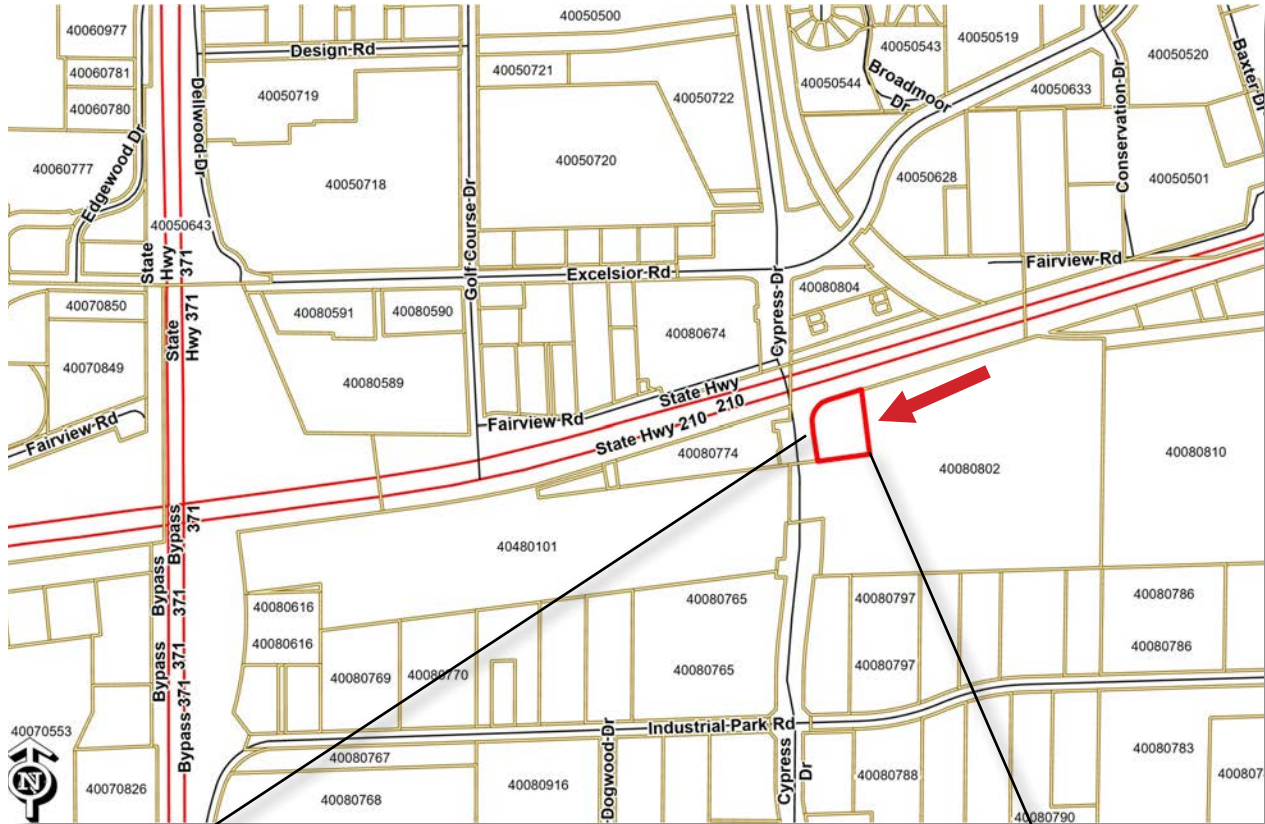 40060977
40050500
40050543
40050519
40050520
Design Rd
40060781
40050721
40060780
40050719
40050722
40050544
Broadmoor Dr
40050633
Baxter Dr
Dellwood Dr
Edgewood Dr
40060777
40050718
40050720
40050628
Conservation Dr
40050501
40050643
Golf Course Dr
State Hwy 371
Excelsior Rd
Fairview Rd
Cypress Dr
40080804
40070850
40080591
40080590
State Hwy 371
40080674
40070849
40080589
State Hwy 210
Fairview Rd
Fairview Rd
State Hwy 210
40080774
40080802
40080810
Bypass 371
40480101
Bypass 371
40080616
40080765
40080797
40080786
40080616
Bypass 371
40080769
40080770
40080765
40080797
40080786
Bypass 371
40070553
Industrial Park Rd
40080767
Dogwood Dr
Cypress Dr
40080783
N
40070826
40080768
40080916
40080788
4008078
40080790